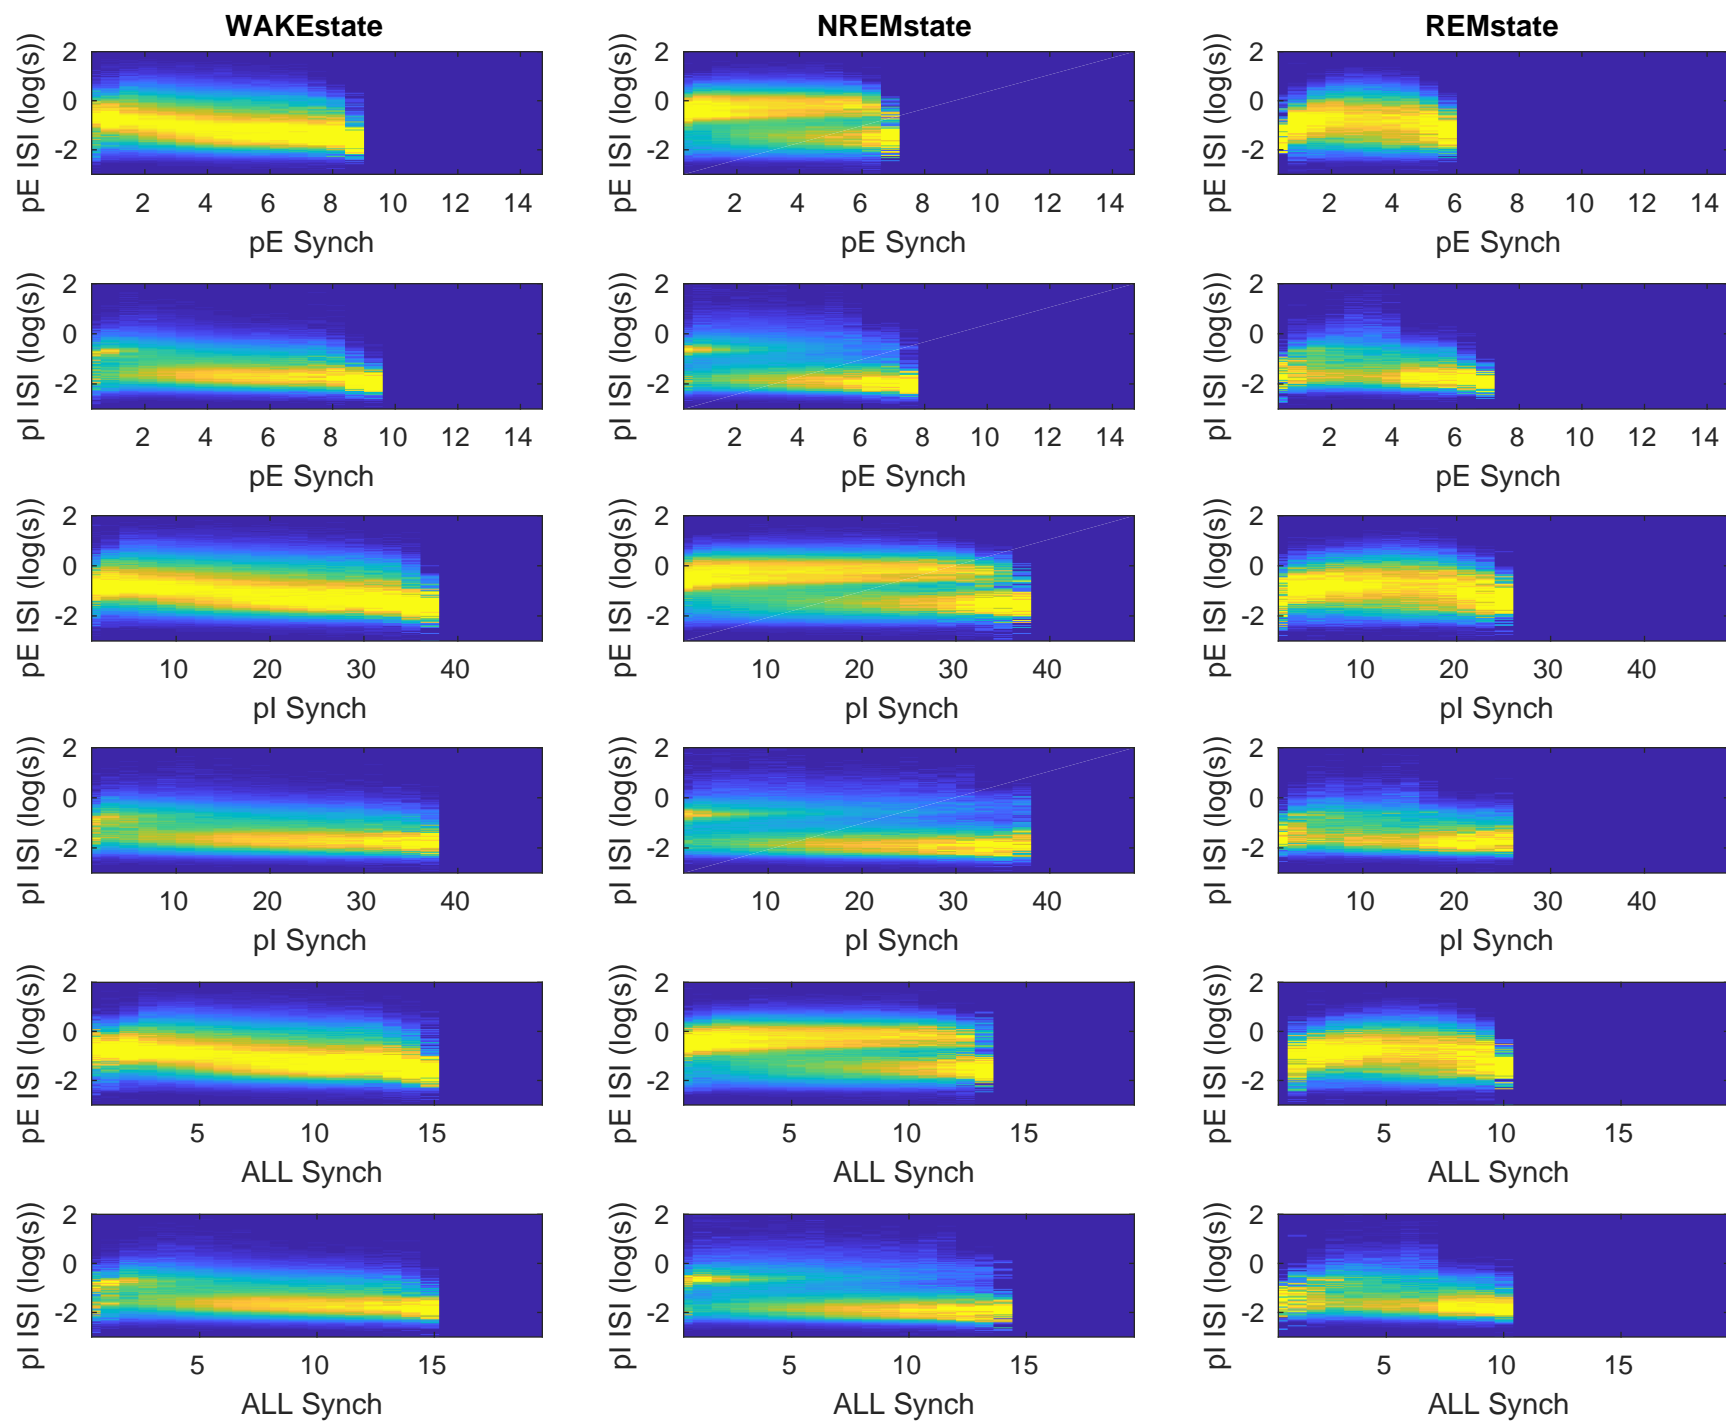 WAKEstate NREMstate REMstate
pE ISI (log(s)) 2 0 -2 pE ISI (log(s)) 2 0 -2 pE ISI (log(s)) 2 0 -2
2 4 6 8 10 12 14 2 4 6 8 10 12 14 2 4 6 8 10 12 14
pE Synch pE Synch pE Synch
pI ISI (log(s)) 2 0 -2 pI ISI (log(s)) 2 0 -2 pI ISI (log(s)) 2 0 -2
2 4 6 8 10 12 14 2 4 6 8 10 12 14 2 4 6 8 10 12 14
pE Synch pE Synch pE Synch
pE ISI (log(s)) 2 0 -2 pE ISI (log(s)) 2 0 -2 pE ISI (log(s)) 2 0 -2
10 20 30 40 10 20 30 40 10 20 30 40
pI Synch pI Synch pI Synch
pI ISI (log(s)) 2 0 -2 pI ISI (log(s)) 2 0 -2 pI ISI (log(s)) 2 0 -2
10 20 30 40 10 20 30 40 10 20 30 40
pI Synch pI Synch pI Synch
pE ISI (log(s)) 2 0 -2 pE ISI (log(s)) 2 0 -2 pE ISI (log(s)) 2 0 -2
5 10 15 5 10 15 5 10 15
ALL Synch ALL Synch ALL Synch
pI ISI (log(s)) 2 0 -2 pI ISI (log(s)) 2 0 -2 pI ISI (log(s)) 2 0 -2
5 10 15 5 10 15 5 10 15
ALL Synch ALL Synch ALL Synch